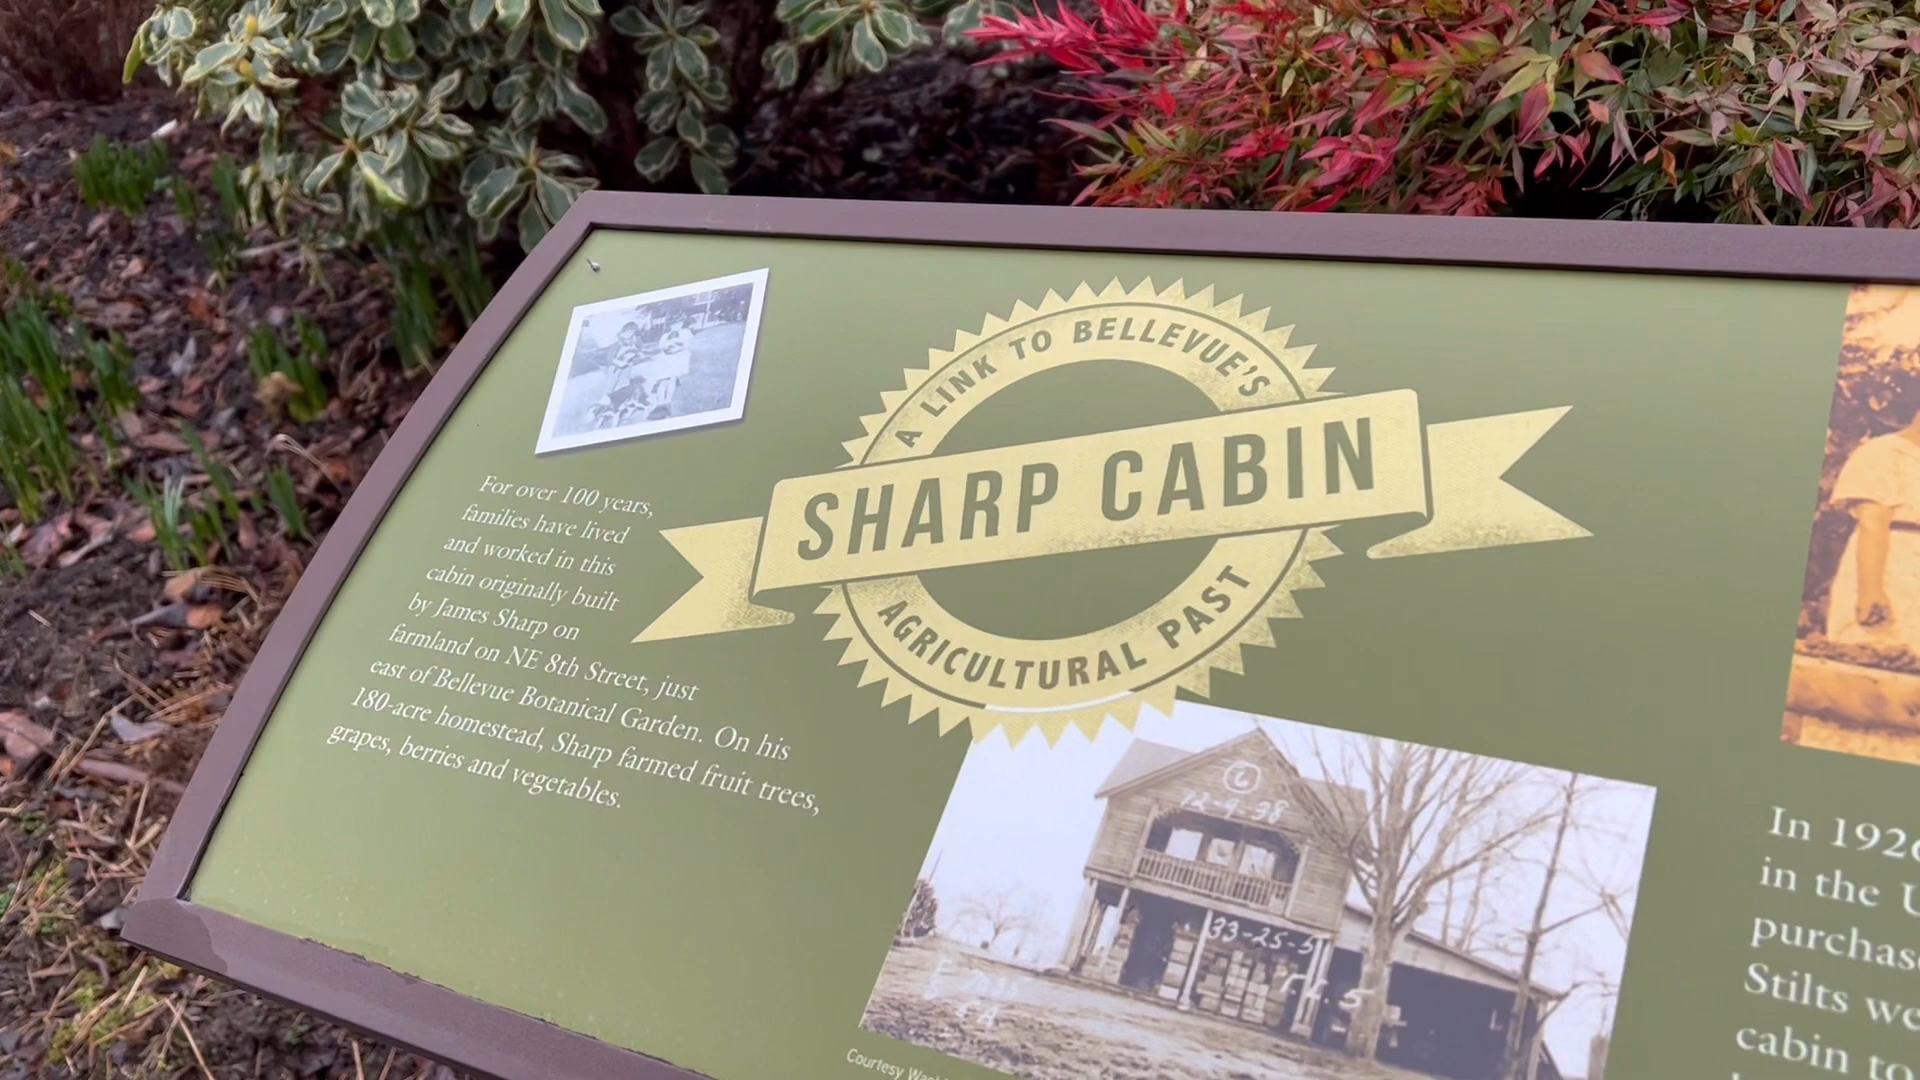 A LINK TO BELLEVUE'S
SHARP CABIN
AGRICULTURAL PAST
For over 100 years,
families have lived
and worked in this
cabin originally built
by James Sharp on
farmland on NE 8th Street, just
east of Bellevue Botanical Garden. On his
180-acre homestead, Sharp farmed fruit trees,
grapes, berries and vegetables.
6
12-9-38
33-25-5
T.L.5
Courtesy
In 192
in the
purchas
Stilts we
cabin to